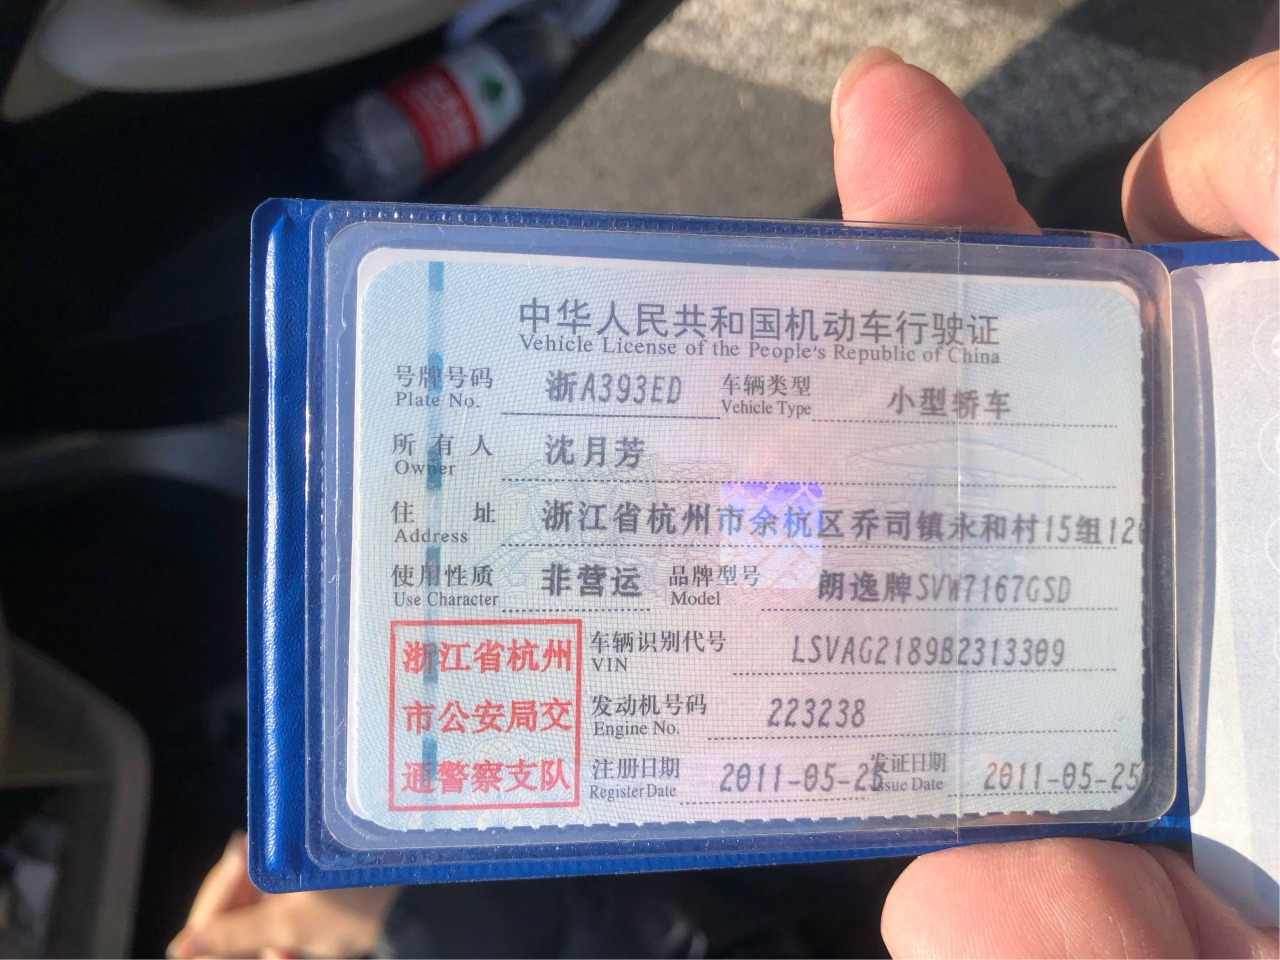 中华人民共和国机动车行驶证
Vehicle License of the People's Republic of China
号牌号码 浙A393ED 车辆类型 小型轿车
Plate No. Vehicle Type
所有人 沈月芳
Owner
住址 浙江省杭州市余杭区乔司镇永和村15组12
Address
使用性质 非营运 品牌型号 朗逸牌SVW7167GSD
Use Character Model
浙江省杭州
市公安局交
通警察支队
车辆识别代号 LSVAG2189B2313309
VIN
发动机号码 223238
Engine No.
注册日期 2011-05-25 发证日期 2011-05-25
Register Date Issue Date